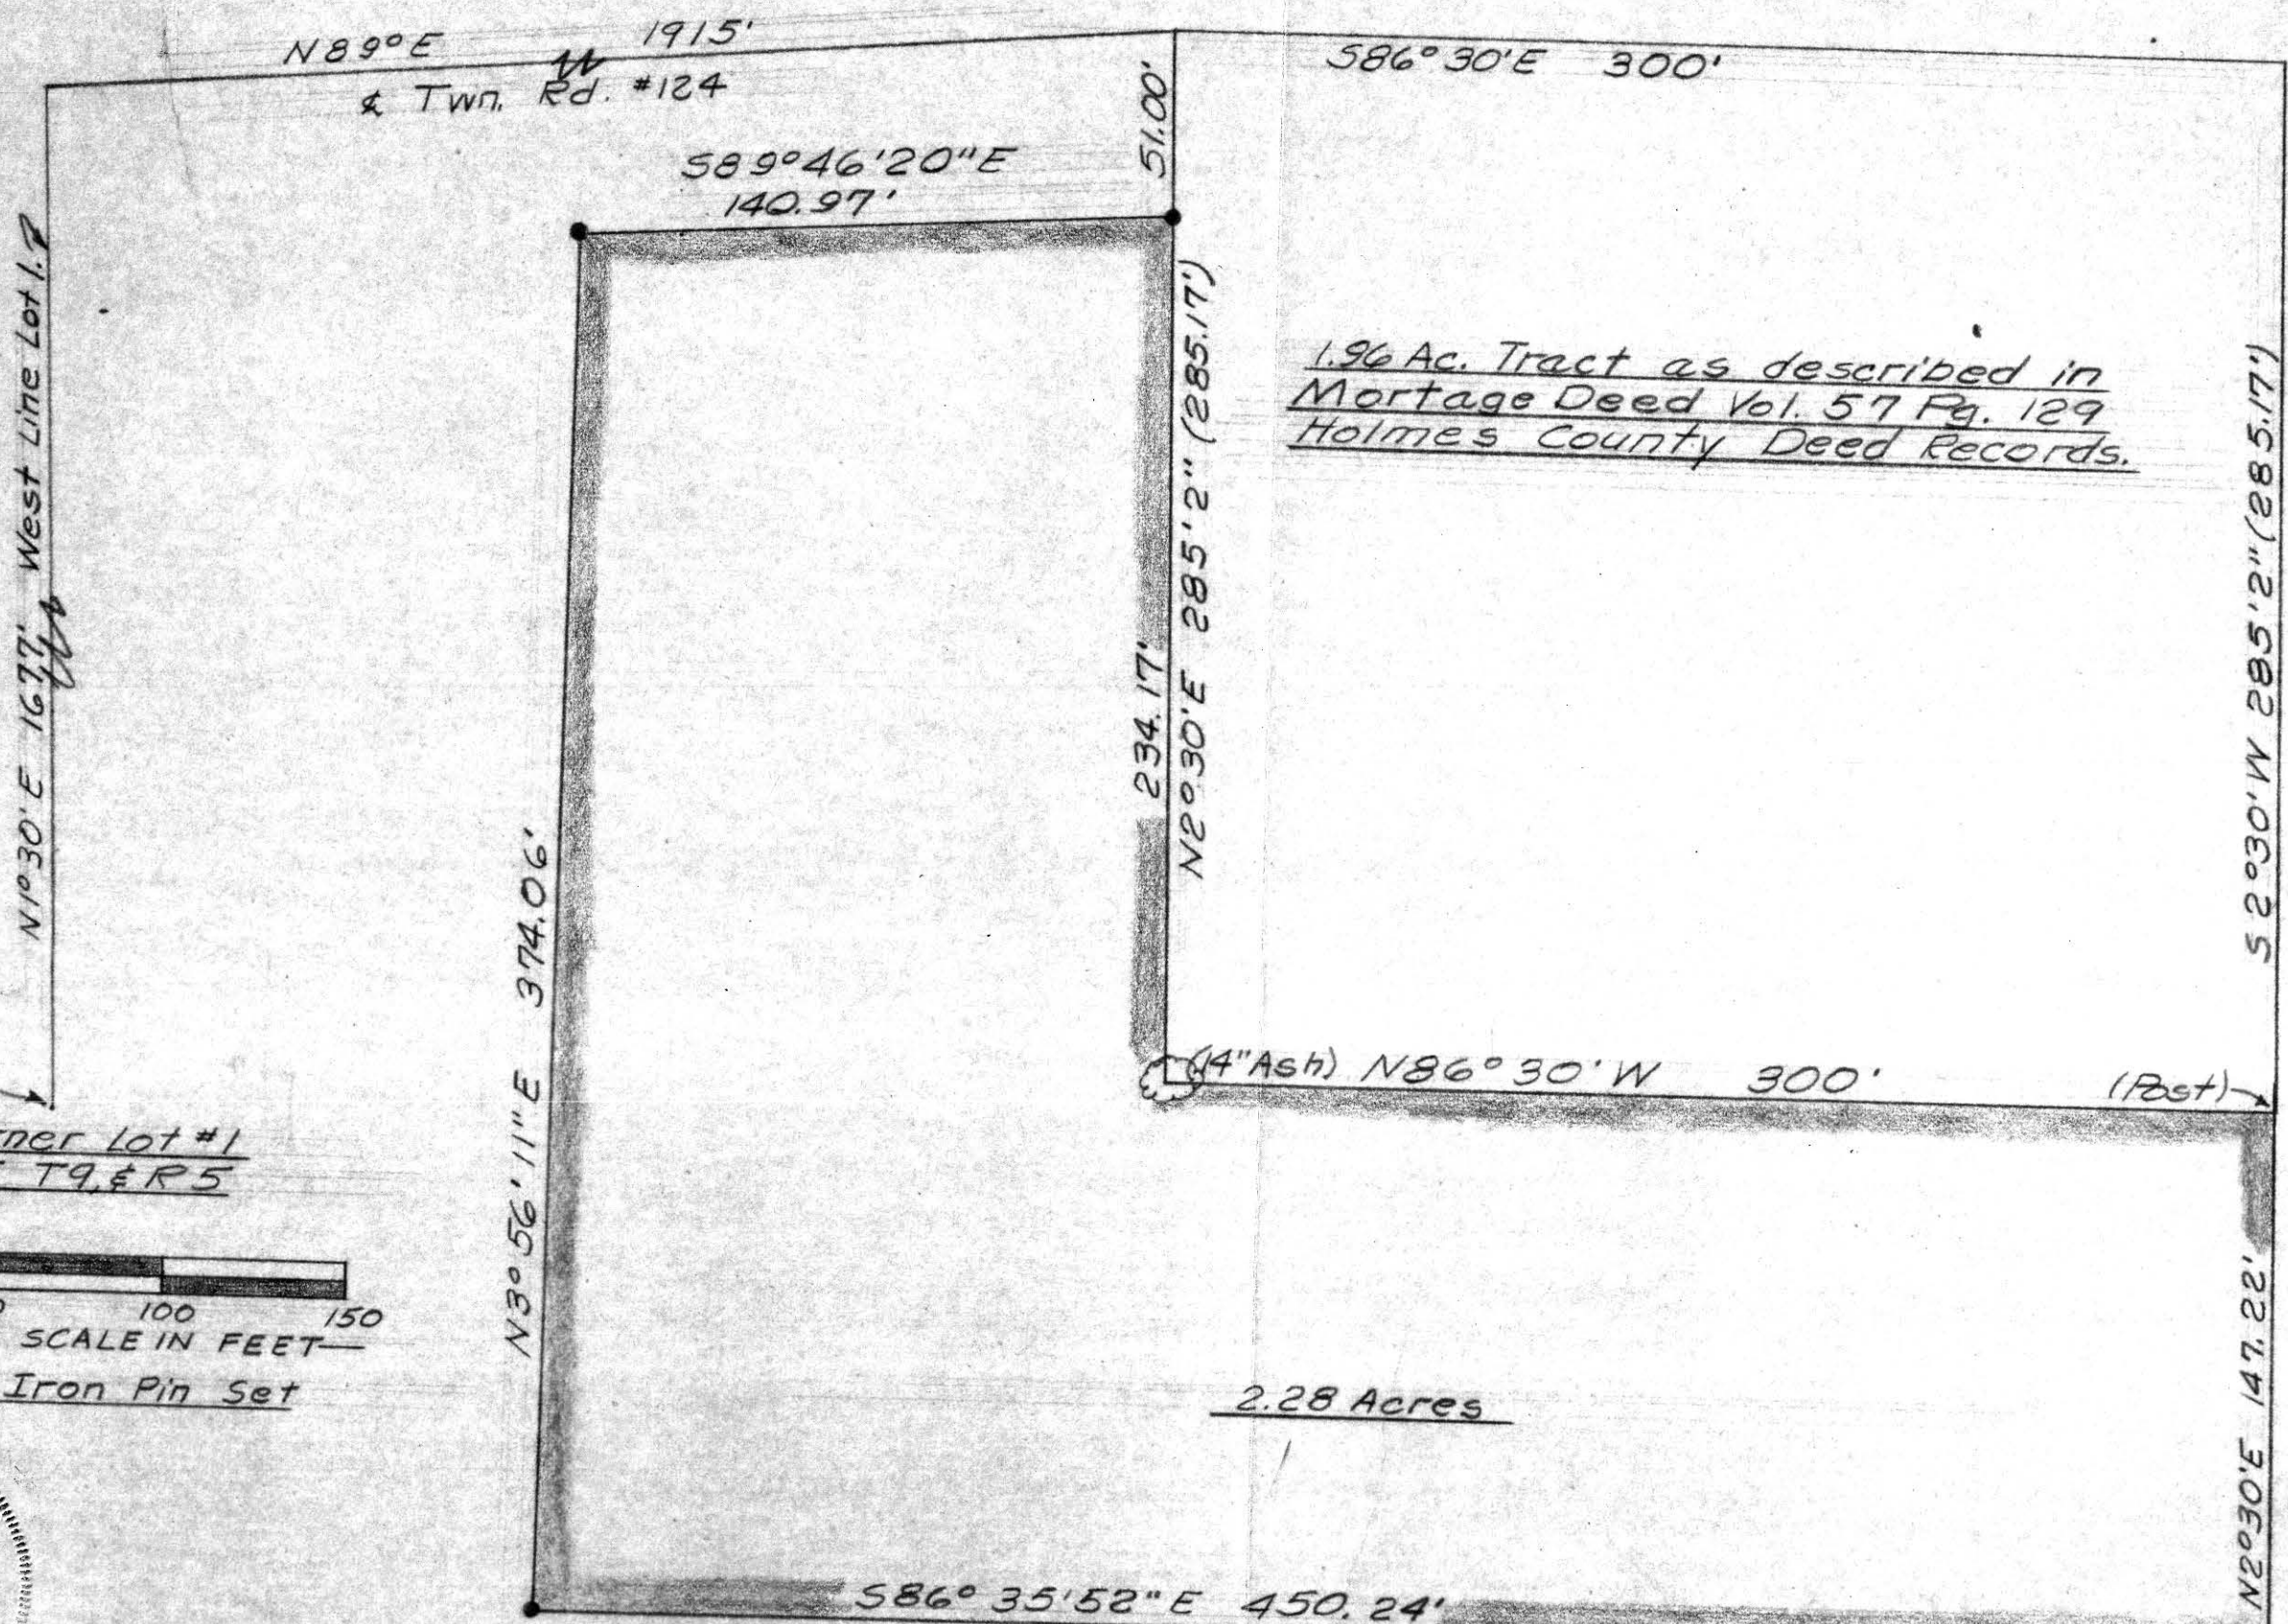 N89°E 1915'
℄ Twn. Rd. #124
S86°30'E 300'
51.00'
S89°46'20"E
140.97'
N1°30'E 1677' West Line Lot 1.
1.96 Ac. Tract as described in
Mortage Deed Vol. 57 Pg. 129
Holmes County Deed Records.
234.17'
N2°30'E 285'2" (285.17')
S 2°30'W 285'2" (285.17')
N3°56'11"E 374.06'
(14"Ash) N86°30'W 300' (Post)
Lot #1
T9, & R5
100 150
SCALE IN FEET
Iron Pin Set
2.28 Acres
N2°30'E 147.22'
S86°35'52"E 450.24'